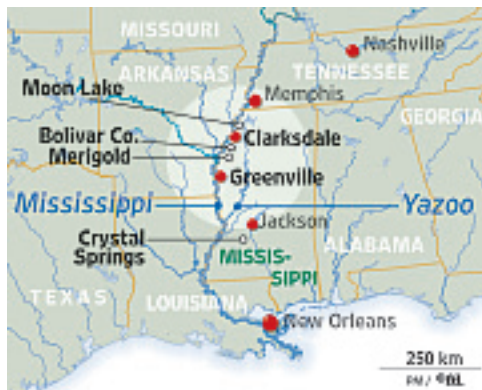 MISSOURI
Nashville
ARKANSAS
TENNESSEE
Moon Lake
Memphis
GEORGIA
Bolivar Co.
Clarksdale
Merigold
Greenville
Mississippi
Yazoo
Jackson
Crystal
Springs
ALABAMA
MISSIS-
SIPPI
TEXAS
LOUISIANA
New Orleans
250 km
PM /